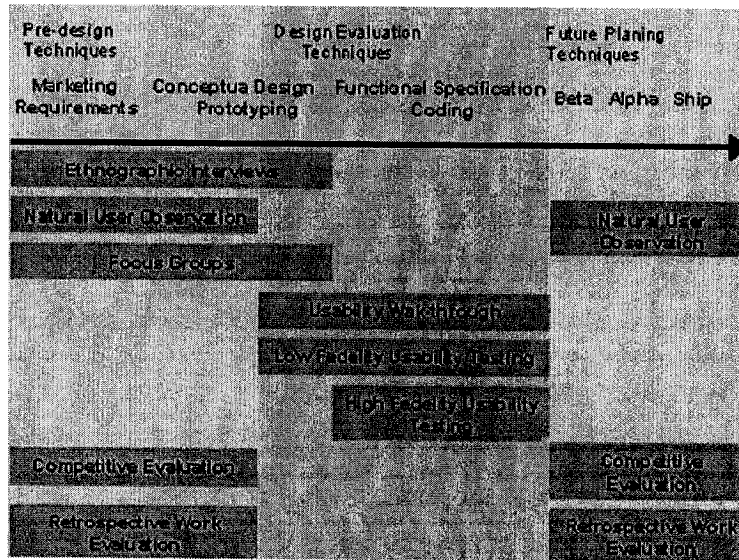 Pre-design
Techniques
Design Evaluation
Techniques
Future Planing
Techniques
Marketing
Requirements
Conceptua Design
Prototyping
Functional Specification
Coding
Beta Alpha Ship
Ethnographic Interviews
Natural User Observation
Natural User
Observation
Focus Groups
Usability Walkthrough
Low Fedelity Usability Testing
High Fedelity Usability
Testing
Competitive Evaluation
Competitive
Evaluation
Retrospective Work
Evaluation
Retrospective Work
Evaluation